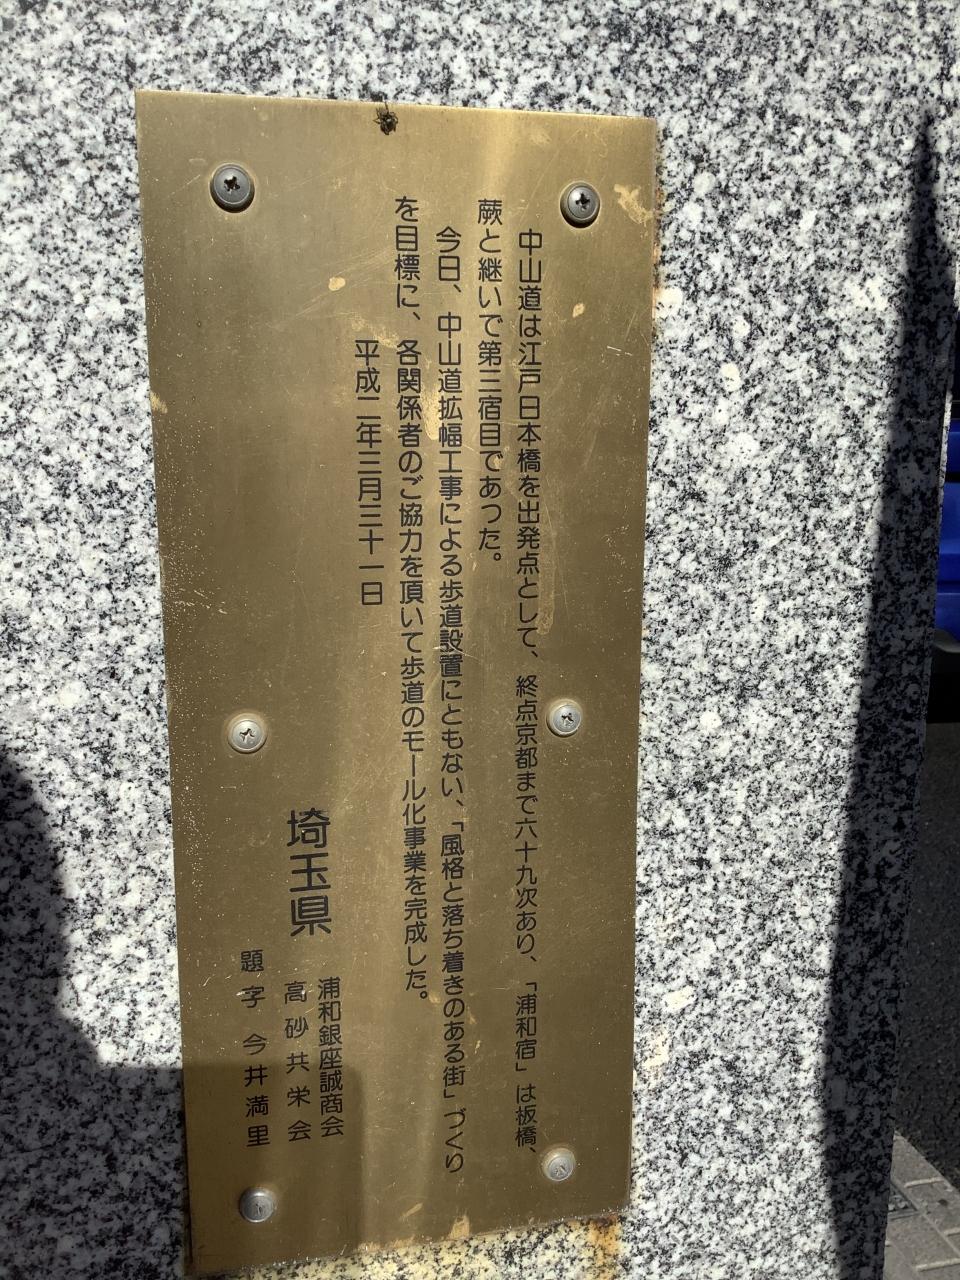 中山道は江戸日本橋を出発点として、終点京都まで六十九次あり、「浦和宿」は板橋、
蕨と継いで第三宿目であった。
今日、中山道拡幅工事による歩道設置にともない、「風格と落ち着きのある街」づくり
を目標に、各関係者のご協力を頂いて歩道のモール化事業を完成した。
平成二年三月三十一日
埼玉県
浦和銀座誠商会
高砂共栄会
題字 今井満里